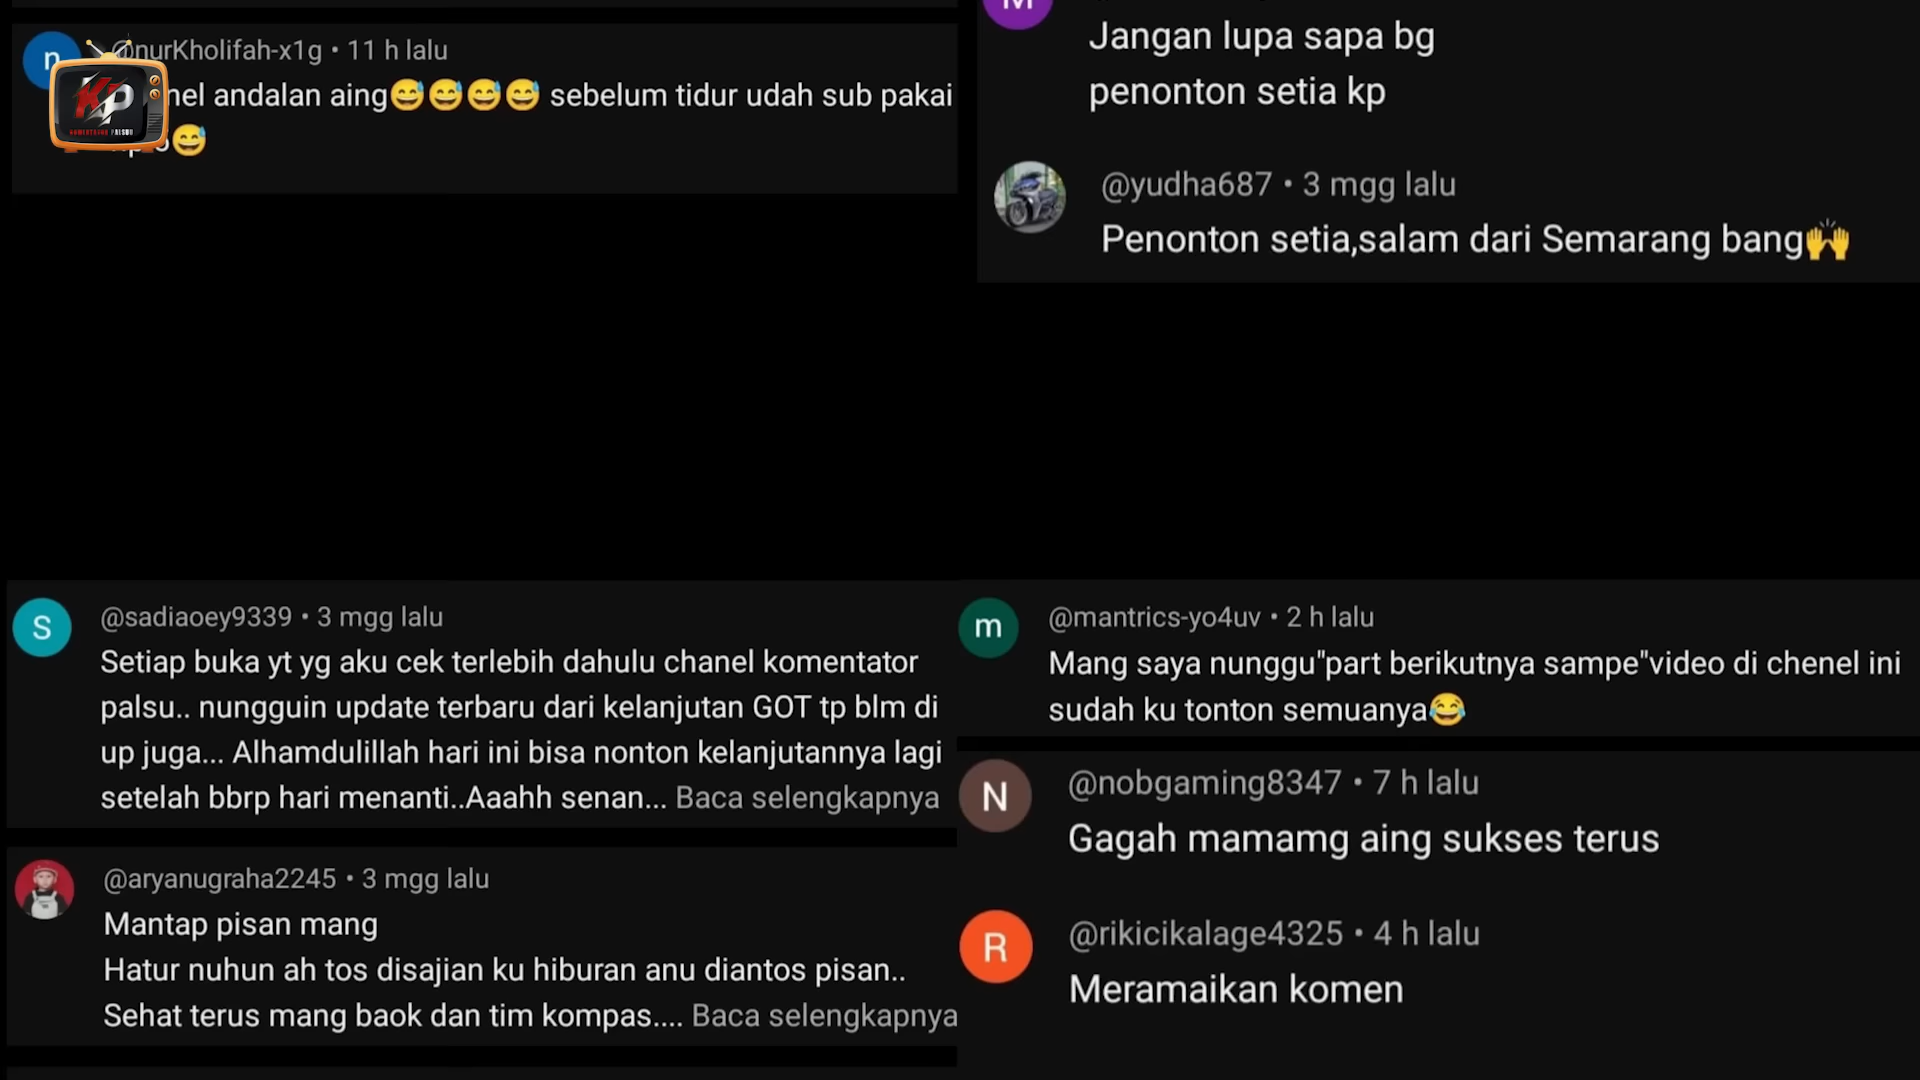 @nurKholifah-x1g • 11 h lalu
nel andalan aing😅😅😅😅 sebelum tidur udah sub pakai
😅
KP
KOMENTATOR PALSU
Jangan lupa sapa bg
penonton setia kp
@yudha687 • 3 mgg lalu
Penonton setia,salam dari Semarang bang🙌
S
@sadiaoey9339 • 3 mgg lalu
Setiap buka yt yg aku cek terlebih dahulu chanel komentator
palsu.. nungguin update terbaru dari kelanjutan GOT tp blm di
up juga... Alhamdulillah hari ini bisa nonton kelanjutannya lagi
setelah bbrp hari menanti..Aaahh senan... Baca selengkapnya
@aryanugraha2245 • 3 mgg lalu
Mantap pisan mang
Hatur nuhun ah tos disajian ku hiburan anu diantos pisan..
Sehat terus mang baok dan tim kompas.... Baca selengkapnya
m
@mantrics-yo4uv • 2 h lalu
Mang saya nunggu"part berikutnya sampe"video di chenel ini
sudah ku tonton semuanya😂
N
@nobgaming8347 • 7 h lalu
Gagah mamamg aing sukses terus
R
@rikicikalage4325 • 4 h lalu
Meramaikan komen